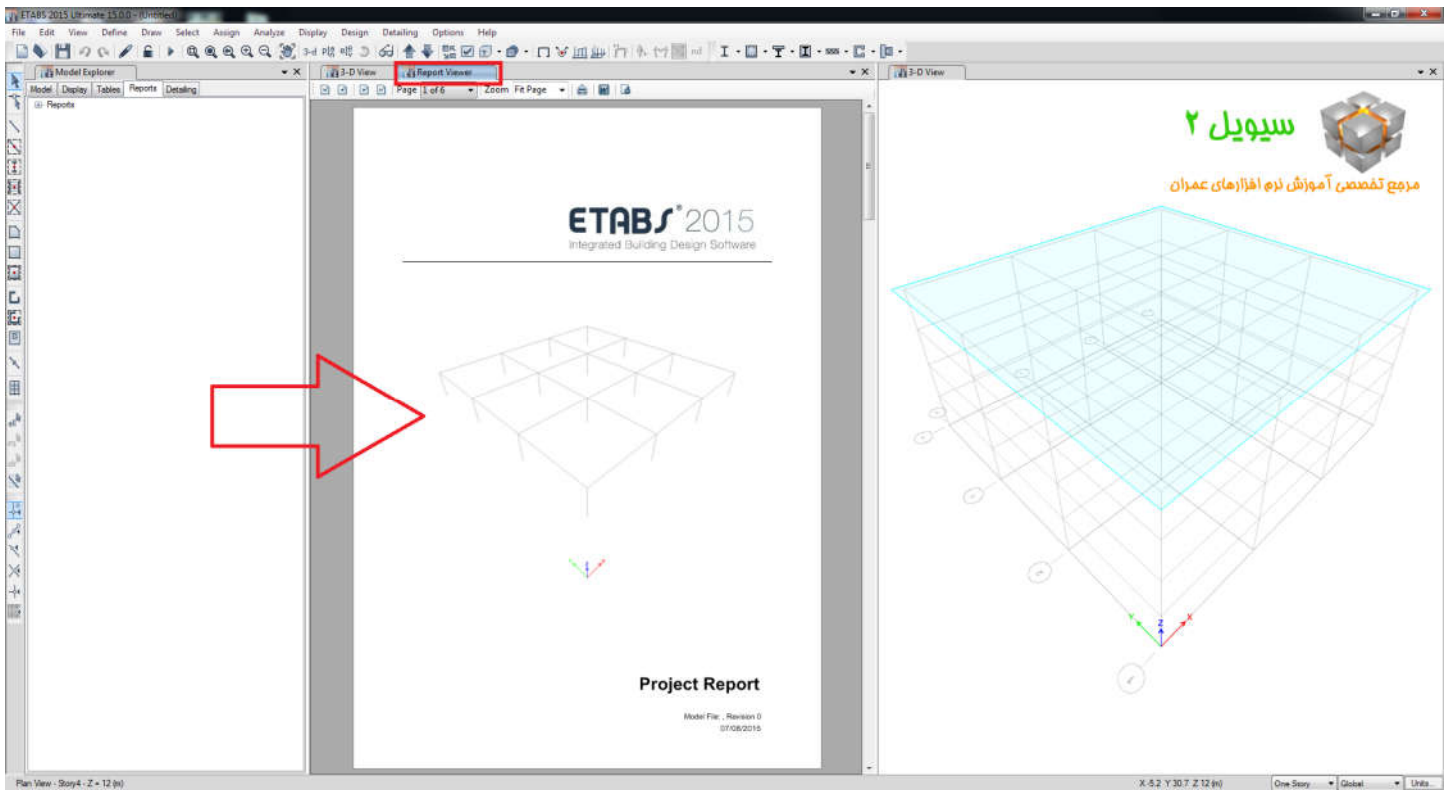 ETABS 2015 Ultimate 15.0.0 - (Untitled)
File Edit View Define Draw Select Assign Analyze Display Design Detailing Options Help
Model Explorer
Model Display Tables Reports Detailing
Reports
3-D View Report Viewer
Page 1 of 6 Zoom Fit Page
3-D View
سیویل ۲
مرجع تخصصی آموزش نرم افزارهای عمران
ETABS® 2015
Integrated Building Design Software
Y Z X
Project Report
Model File: , Revision 0
07/08/2015
Plan View - Story4 - Z = 12 (m)
X -5.2 Y 30.7 Z 12 (m)
One Story Global Units...